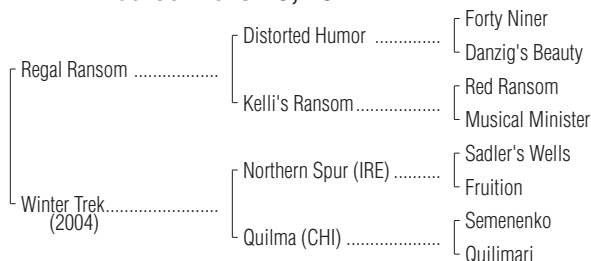 Distorted Humor ............... Forty Niner
Danzig's Beauty
Regal Ransom ..................
Kelli's Ransom.................. Red Ransom
Musical Minister
Northern Spur (IRE) .......... Sadler's Wells
Fruition
Winter Trek........................
(2004)
Quilma (CHI) .................... Semenenko
Quilimari